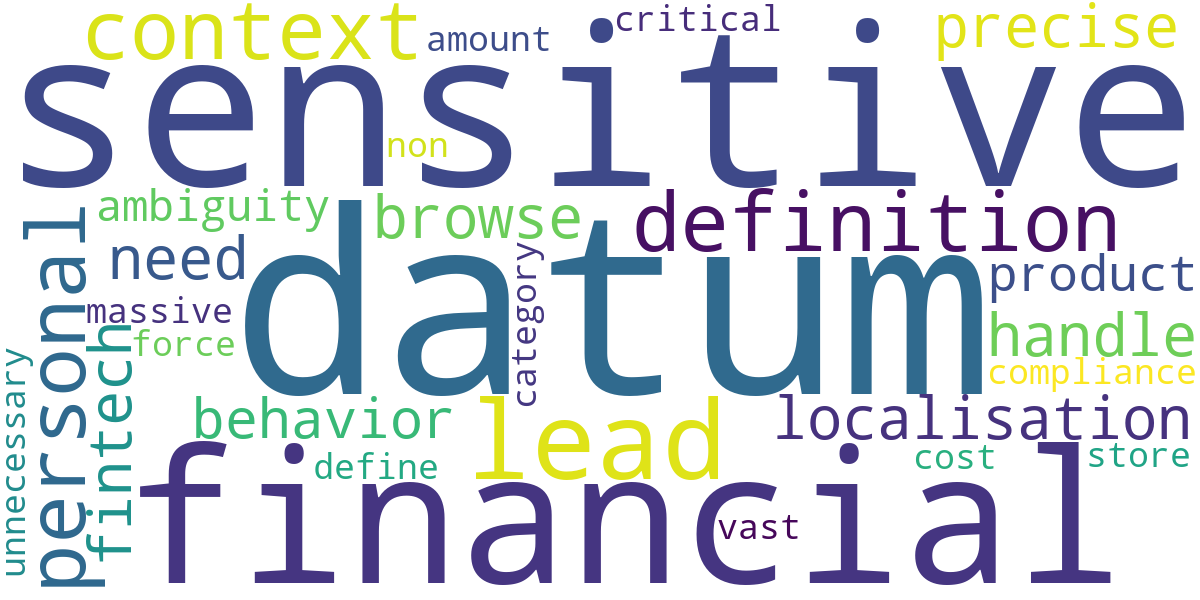 context
amount
critical
precise
sensitive
non
ambiguity
browse
definition
need
datum
product
personal
massive
force
category
handle
fintech
compliance
unnecessary
behavior
lead
localisation
define
cost
store
financial
vast